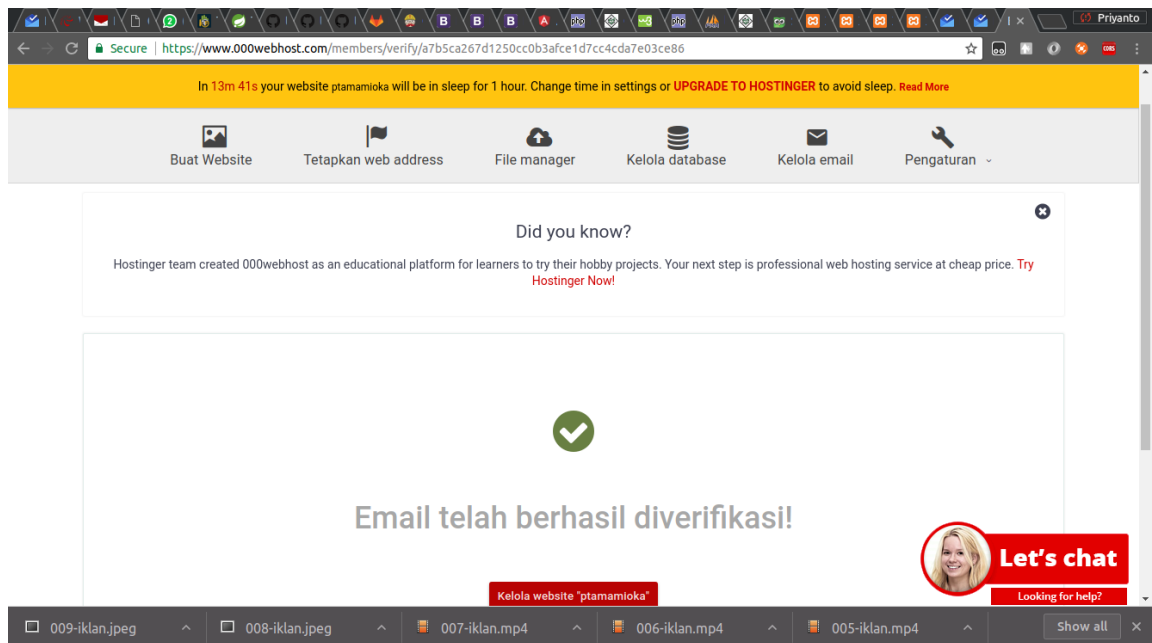 Priyanto
Secure | https://www.000webhost.com/members/verify/a7b5ca267d1250cc0b3afce1d7cc4cda7e03ce86
In 13m 41s your website ptamamioka will be in sleep for 1 hour. Change time in settings or UPGRADE TO HOSTINGER to avoid sleep. Read More
Buat Website
Tetapkan web address
File manager
Kelola database
Kelola email
Pengaturan
Did you know?
Hostinger team created 000webhost as an educational platform for learners to try their hobby projects. Your next step is professional web hosting service at cheap price. Try
Hostinger Now!
Email telah berhasil diverifikasi!
Kelola website "ptamamioka"
Let's chat
Looking for help?
009-iklan.jpeg
008-iklan.jpeg
007-iklan.mp4
006-iklan.mp4
005-iklan.mp4
Show all